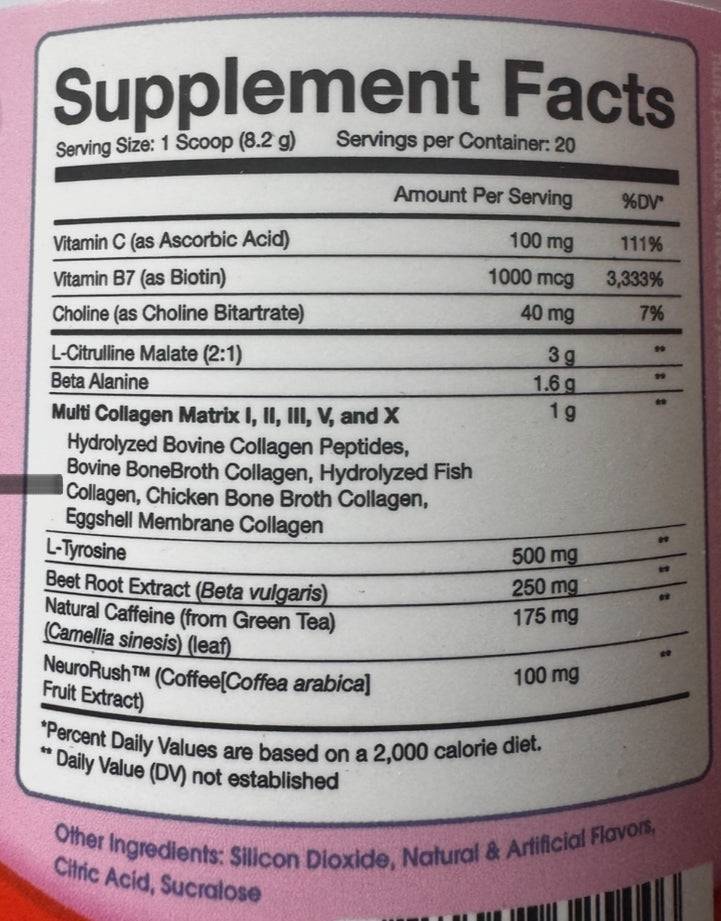 Supplement Facts
Serving Size: 1 Scoop (8.2 g) Servings per Container: 20
Amount Per Serving %DV*
Vitamin C (as Ascorbic Acid) 100 mg 111%
Vitamin B7 (as Biotin) 1000 mcg 3,333%
Choline (as Choline Bitartrate) 40 mg 7%
L-Citrulline Malate (2:1) 3 g **
Beta Alanine 1.6 g **
Multi Collagen Matrix I, II, III, V, and X 1 g **
Hydrolyzed Bovine Collagen Peptides,
Bovine BoneBroth Collagen, Hydrolyzed Fish
Collagen, Chicken Bone Broth Collagen,
Eggshell Membrane Collagen
L-Tyrosine 500 mg **
Beet Root Extract (Beta vulgaris) 250 mg **
Natural Caffeine (from Green Tea) 175 mg **
(Camellia sinesis) (leaf)
NeuroRush™ (Coffee[Coffea arabica] 100 mg **
Fruit Extract)
*Percent Daily Values are based on a 2,000 calorie diet.
** Daily Value (DV) not established
Other Ingredients: Silicon Dioxide, Natural & Artificial Flavors,
Citric Acid, Sucralose